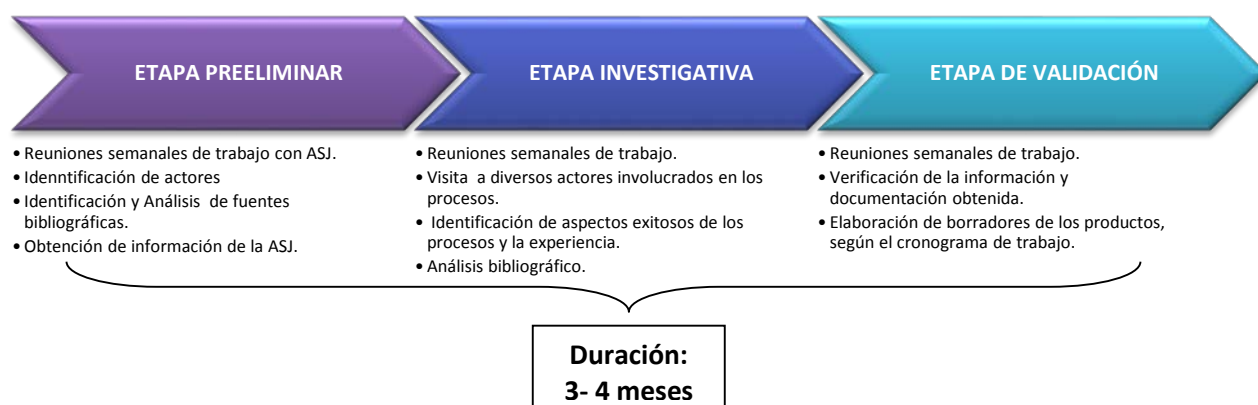 ETAPA PREELIMINAR
• Reuniones semanales de trabajo con ASJ.
• Idenntificación de actores
• Identificación y Análisis de fuentes
bibliográficas.
• Obtención de información de la ASJ.
ETAPA INVESTIGATIVA
• Reuniones semanales de trabajo.
• Visita a diversos actores involucrados en los
procesos.
• Identificación de aspectos exitosos de los
procesos y la experiencia.
• Análisis bibliográfico.
ETAPA DE VALIDACIÓN
• Reuniones semanales de trabajo.
• Verificación de la información y
documentación obtenida.
• Elaboración de borradores de los productos,
según el cronograma de trabajo.
Duración:
3- 4 meses